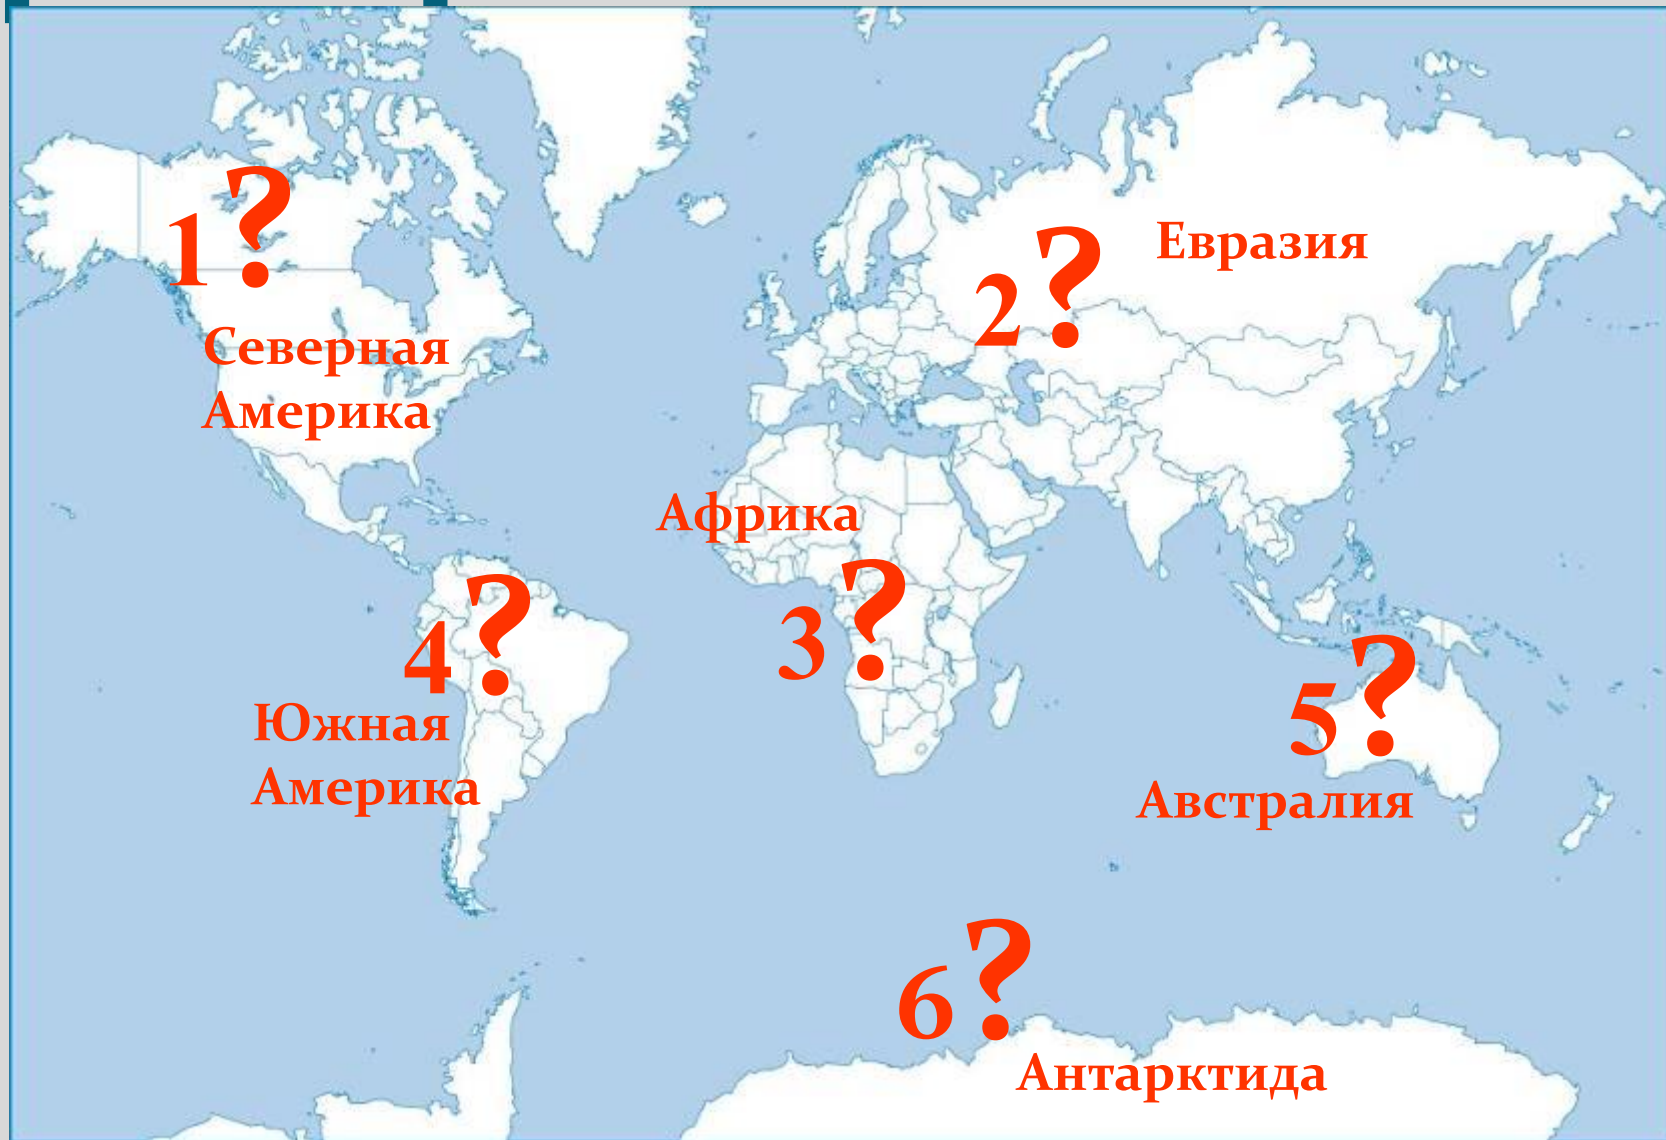 1?
Северная
Америка
2?
Евразия
Африка
3?
4?
Южная
Америка
5?
Австралия
6?
Антарктида